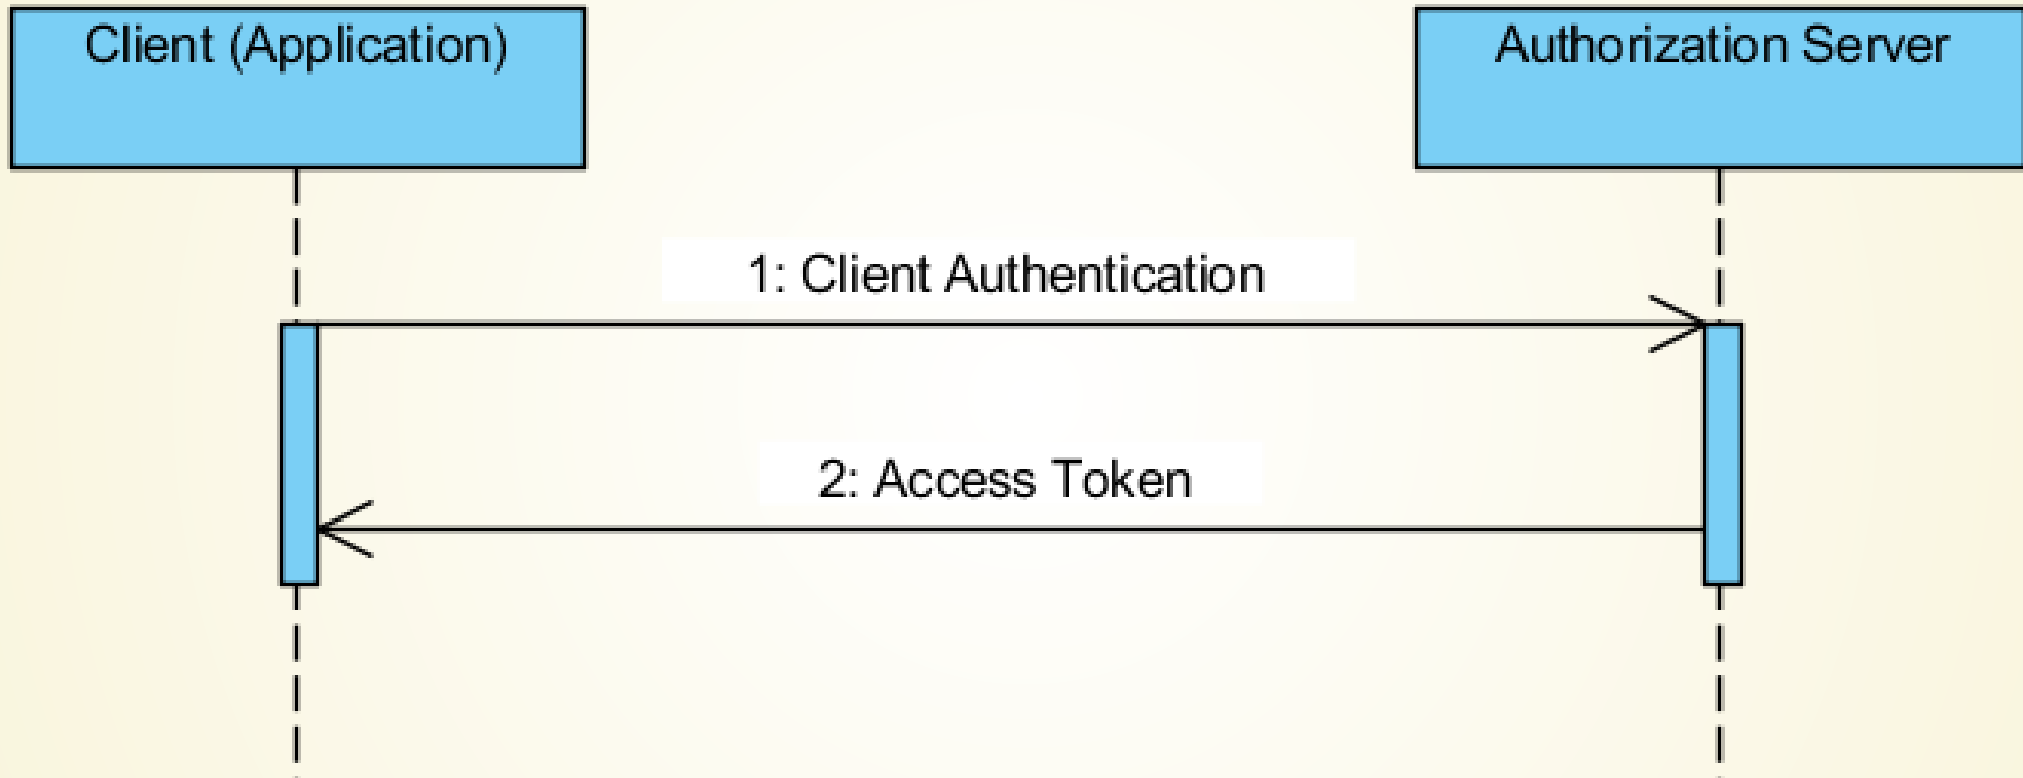 Client (Application)
Authorization Server
1: Client Authentication
2: Access Token